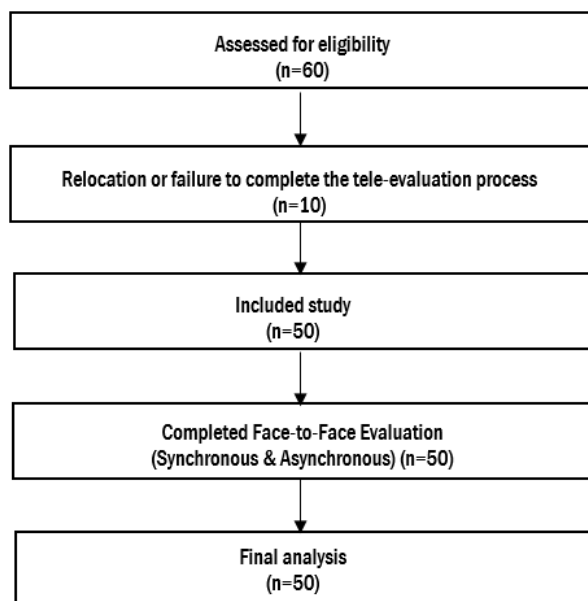 Assessed for eligibility
(n=60)
Relocation or failure to complete the tele-evaluation process
(n=10)
Included study
(n=50)
Completed Face-to-Face Evaluation
(Synchronous & Asynchronous) (n=50)
Final analysis
(n=50)